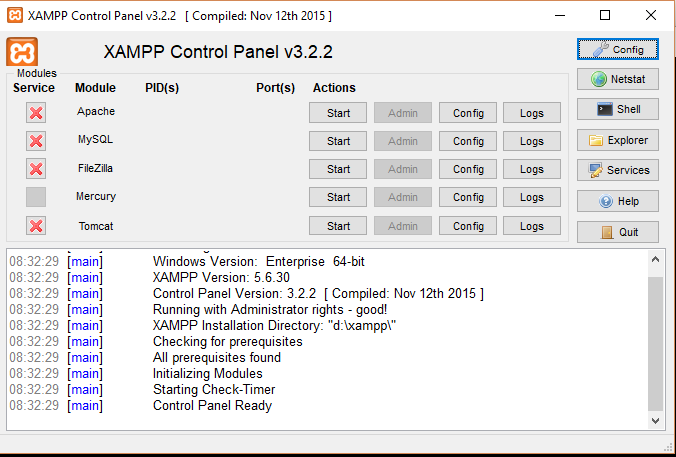 XAMPP Control Panel v3.2.2 [ Compiled: Nov 12th 2015 ]
XAMPP Control Panel v3.2.2
Config
Modules
Service Module PID(s) Port(s) Actions
Netstat
Apache Start Admin Config Logs
Shell
MySQL Start Admin Config Logs
Explorer
FileZilla Start Admin Config Logs
Services
Mercury Start Admin Config Logs
Help
Tomcat Start Admin Config Logs
Quit
08:32:29 [main] Windows Version: Enterprise 64-bit
08:32:29 [main] XAMPP Version: 5.6.30
08:32:29 [main] Control Panel Version: 3.2.2 [ Compiled: Nov 12th 2015 ]
08:32:29 [main] Running with Administrator rights - good!
08:32:29 [main] XAMPP Installation Directory: "d:\xampp\"
08:32:29 [main] Checking for prerequisites
08:32:29 [main] All prerequisites found
08:32:29 [main] Initializing Modules
08:32:29 [main] Starting Check-Timer
08:32:29 [main] Control Panel Ready